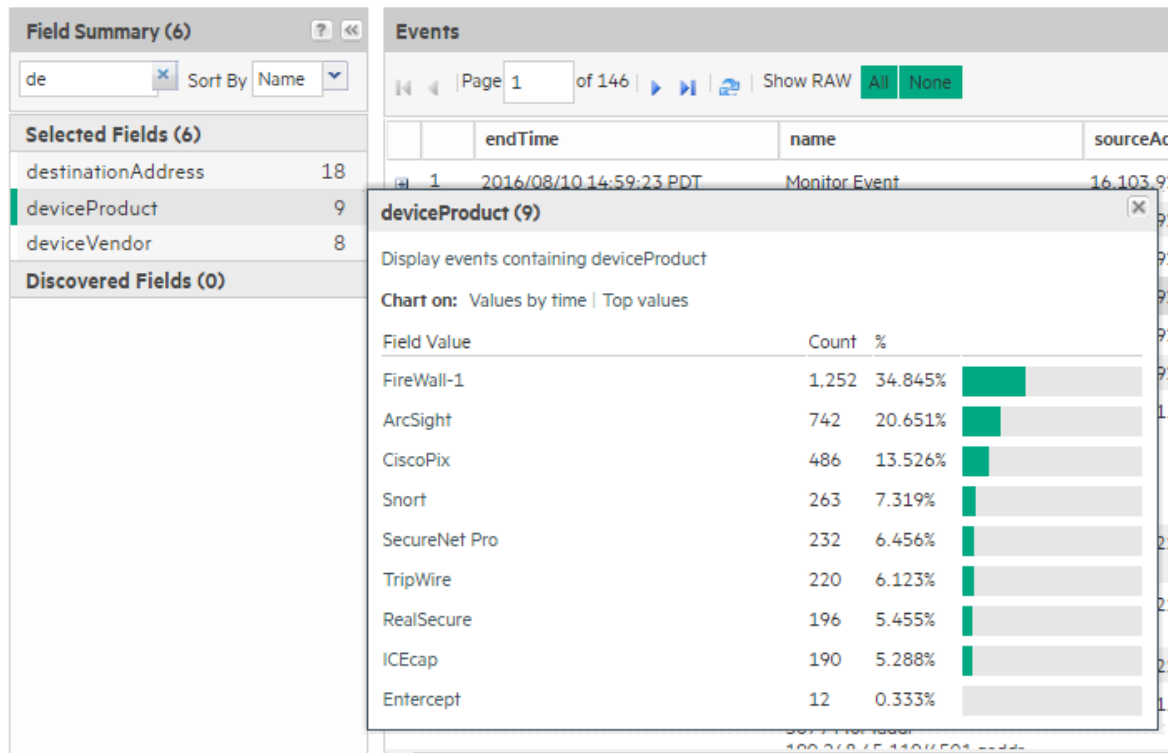 Field Summary (6)
?
de
Sort By Name
Selected Fields (6)
destinationAddress 18
deviceProduct 9
deviceVendor 8
Discovered Fields (0)
Events
Page 1 of 146 Show RAW All None
endTime name
1 2016/08/10 14:59:23 PDT Monitor Event
deviceProduct (9)
Display events containing deviceProduct
Chart on: Values by time | Top values
Field Value Count %
FireWall-1 1,252 34.845%
ArcSight 742 20.651%
CiscoPix 486 13.526%
Snort 263 7.319%
SecureNet Pro 232 6.456%
TripWire 220 6.123%
RealSecure 196 5.455%
ICEcap 190 5.288%
Entercept 12 0.333%